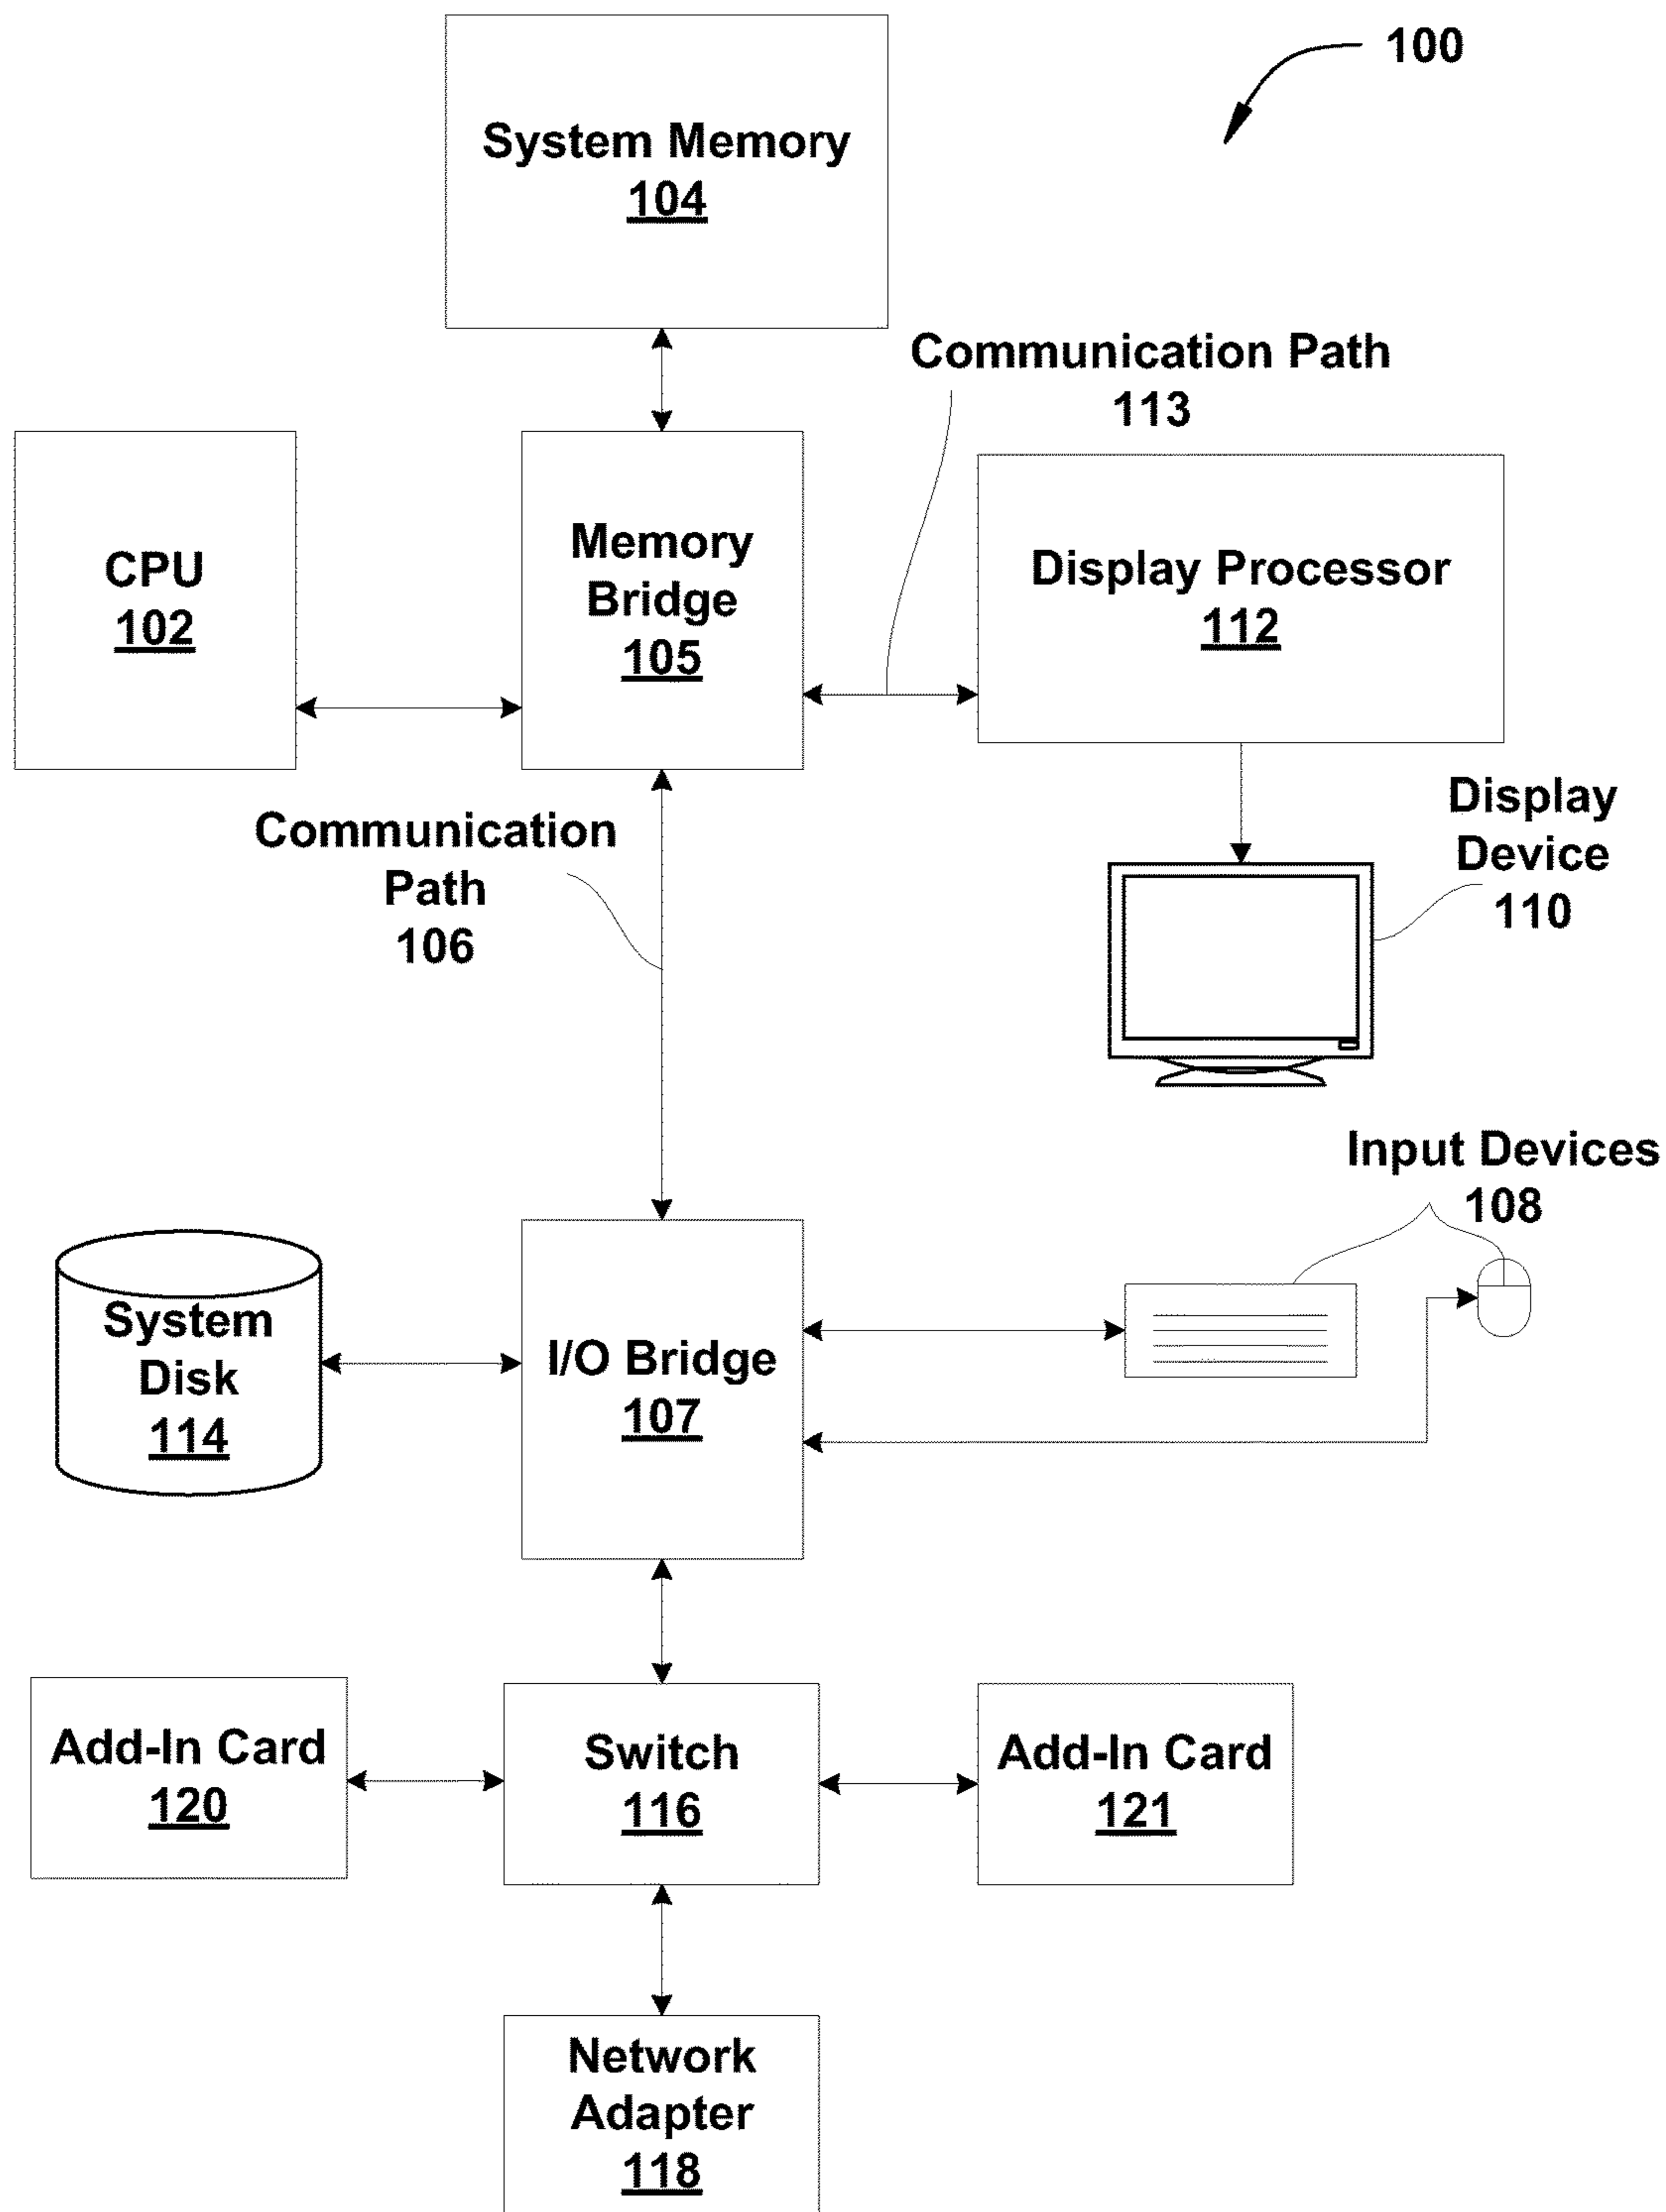 100
System Memory
104
Communication Path
113
CPU
102
Memory
Bridge
105
Display Processor
112
Communication
Path
106
Display
Device
110
Input Devices
108
System
Disk
114
I/O Bridge
107
Add-In Card
120
Switch
116
Add-In Card
121
Network
Adapter
118